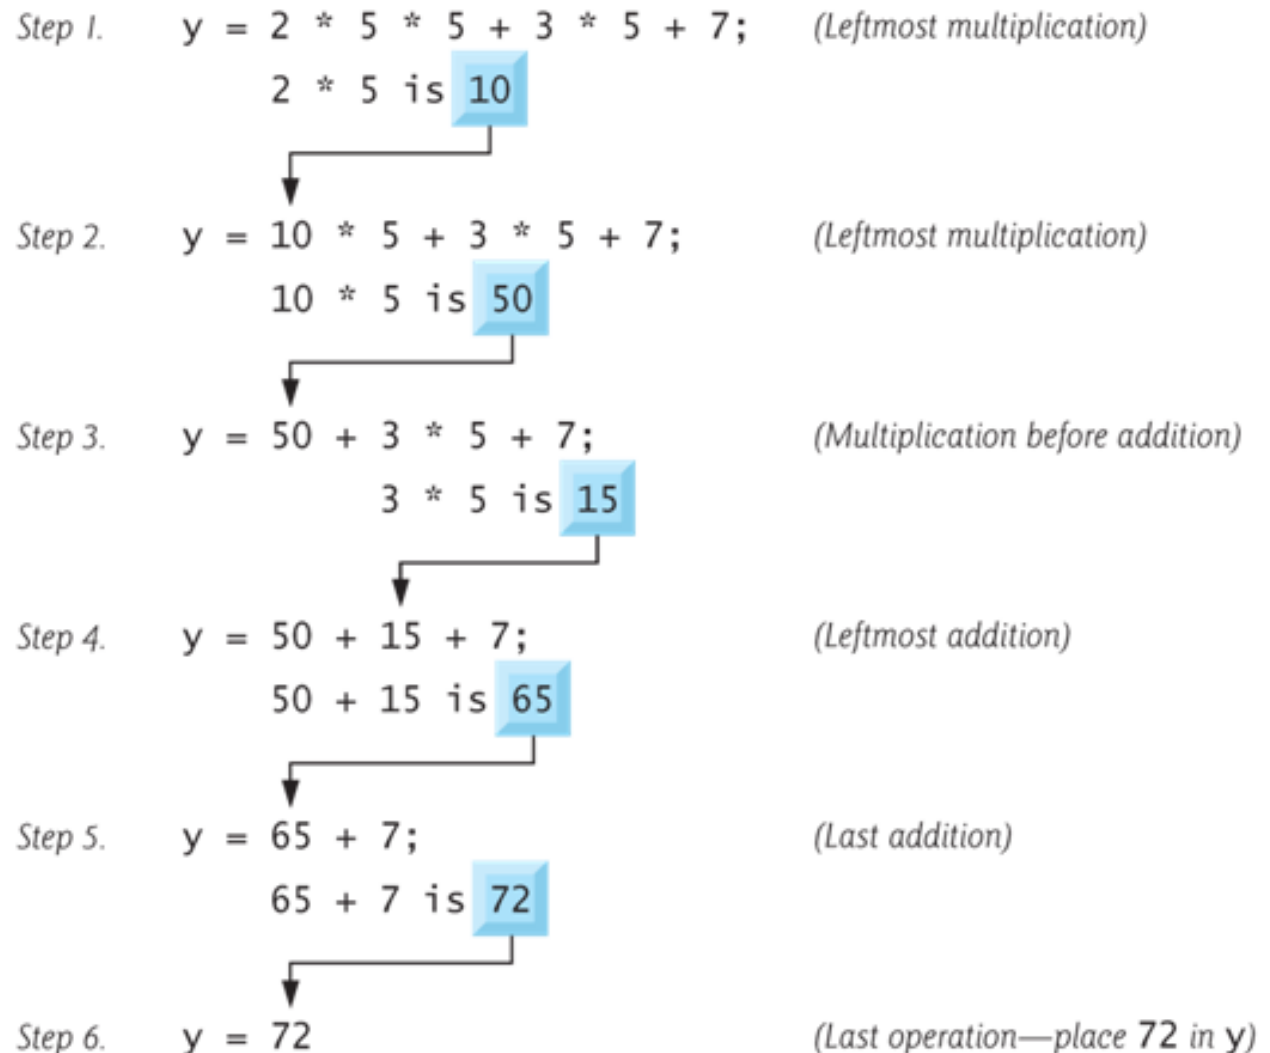 Step 1. y = 2 * 5 * 5 + 3 * 5 + 7; (Leftmost multiplication)
2 * 5 is 10
Step 2. y = 10 * 5 + 3 * 5 + 7; (Leftmost multiplication)
10 * 5 is 50
Step 3. y = 50 + 3 * 5 + 7; (Multiplication before addition)
3 * 5 is 15
Step 4. y = 50 + 15 + 7; (Leftmost addition)
50 + 15 is 65
Step 5. y = 65 + 7; (Last addition)
65 + 7 is 72
Step 6. y = 72 (Last operation—place 72 in y)